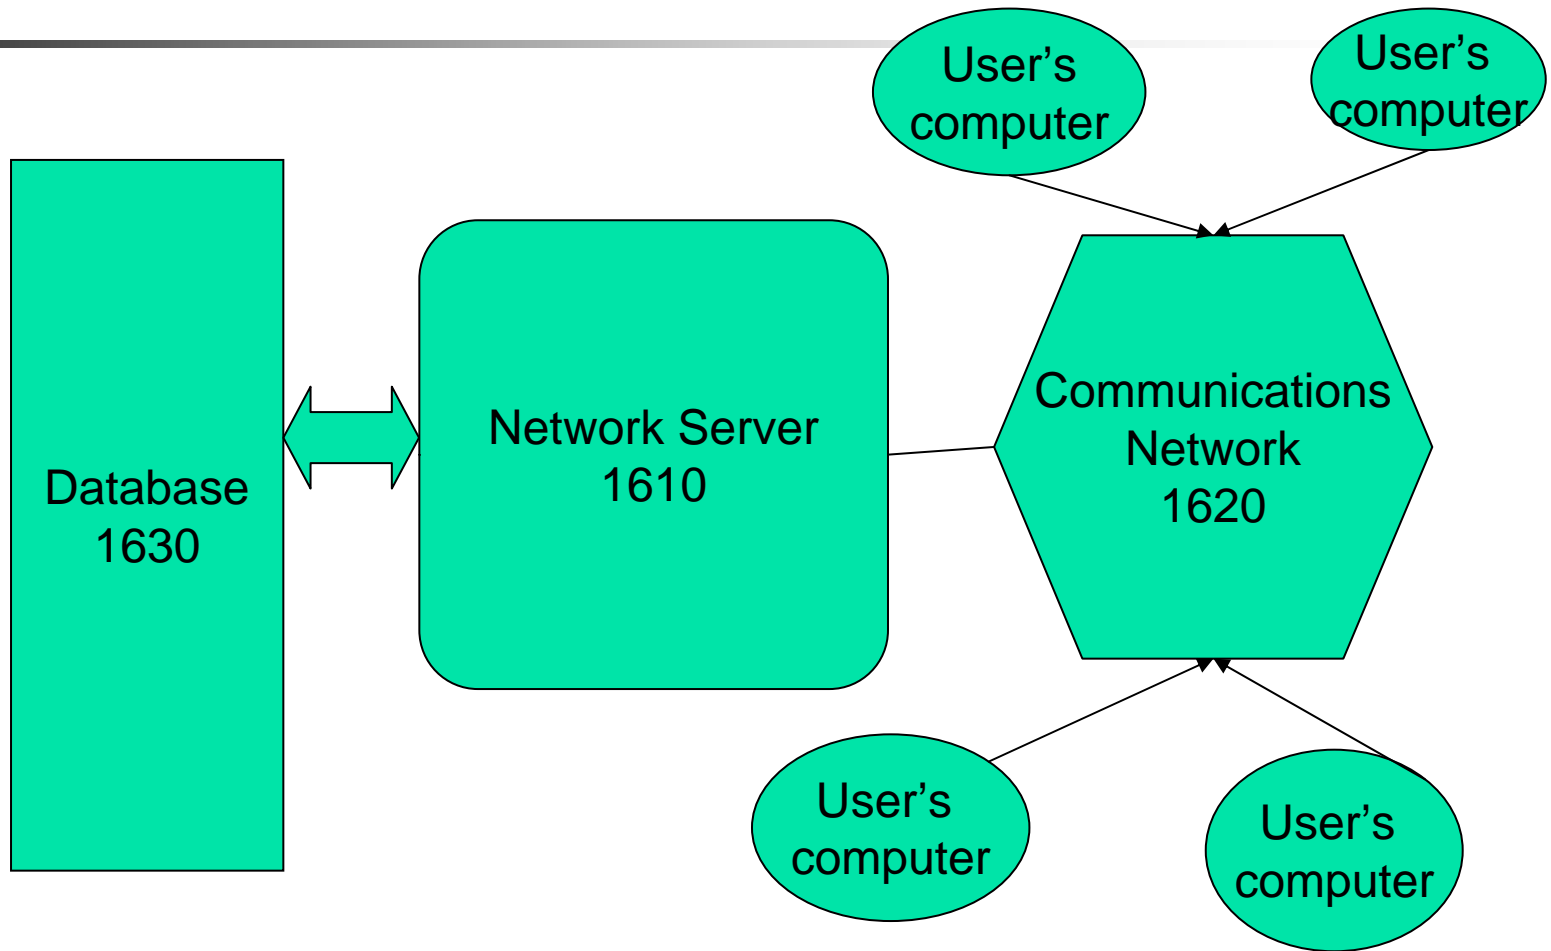 User’s
computer
User’s
computer
Database
1630
Network Server
1610
Communications
Network
1620
User’s
computer
User’s
computer